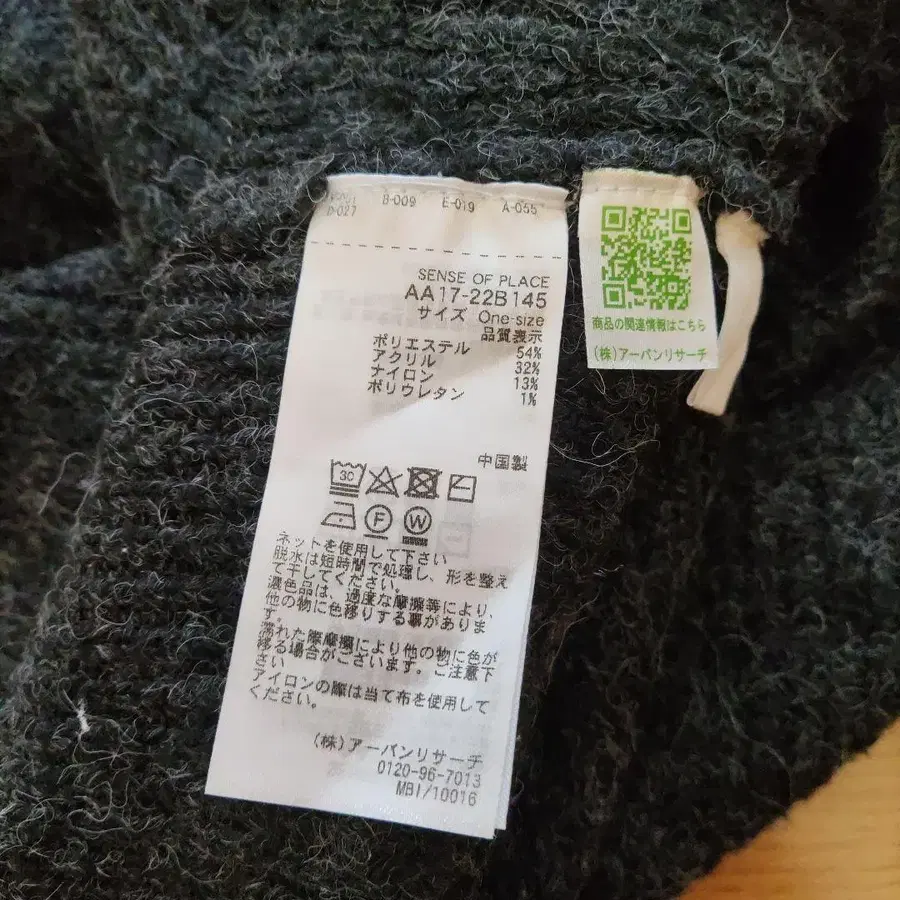 D-027 B-009 E-019 A-055
SENSE OF PLACE
AA17-22B145
サイズ One-size
品質表示
ポリエステル 54%
アクリル 32%
ナイロン 13%
ポリウレタン 1%
中国製
30
F W
ネットを使用して下さい
脱水は短時間で処理し、形を整え
て干してください。
濃色品は、過度な摩擦等により、
他の物に色移りする事がありま
す。
濡れた際摩擦により他の物に色が
移る場合がございます。ご注意下
さい
アイロンの際は当て布を使用して
ください。
(株)アーバンリサーチ
0120-96-7013
MBI/10016
商品の関連情報はこちら
(株)アーバンリサーチ